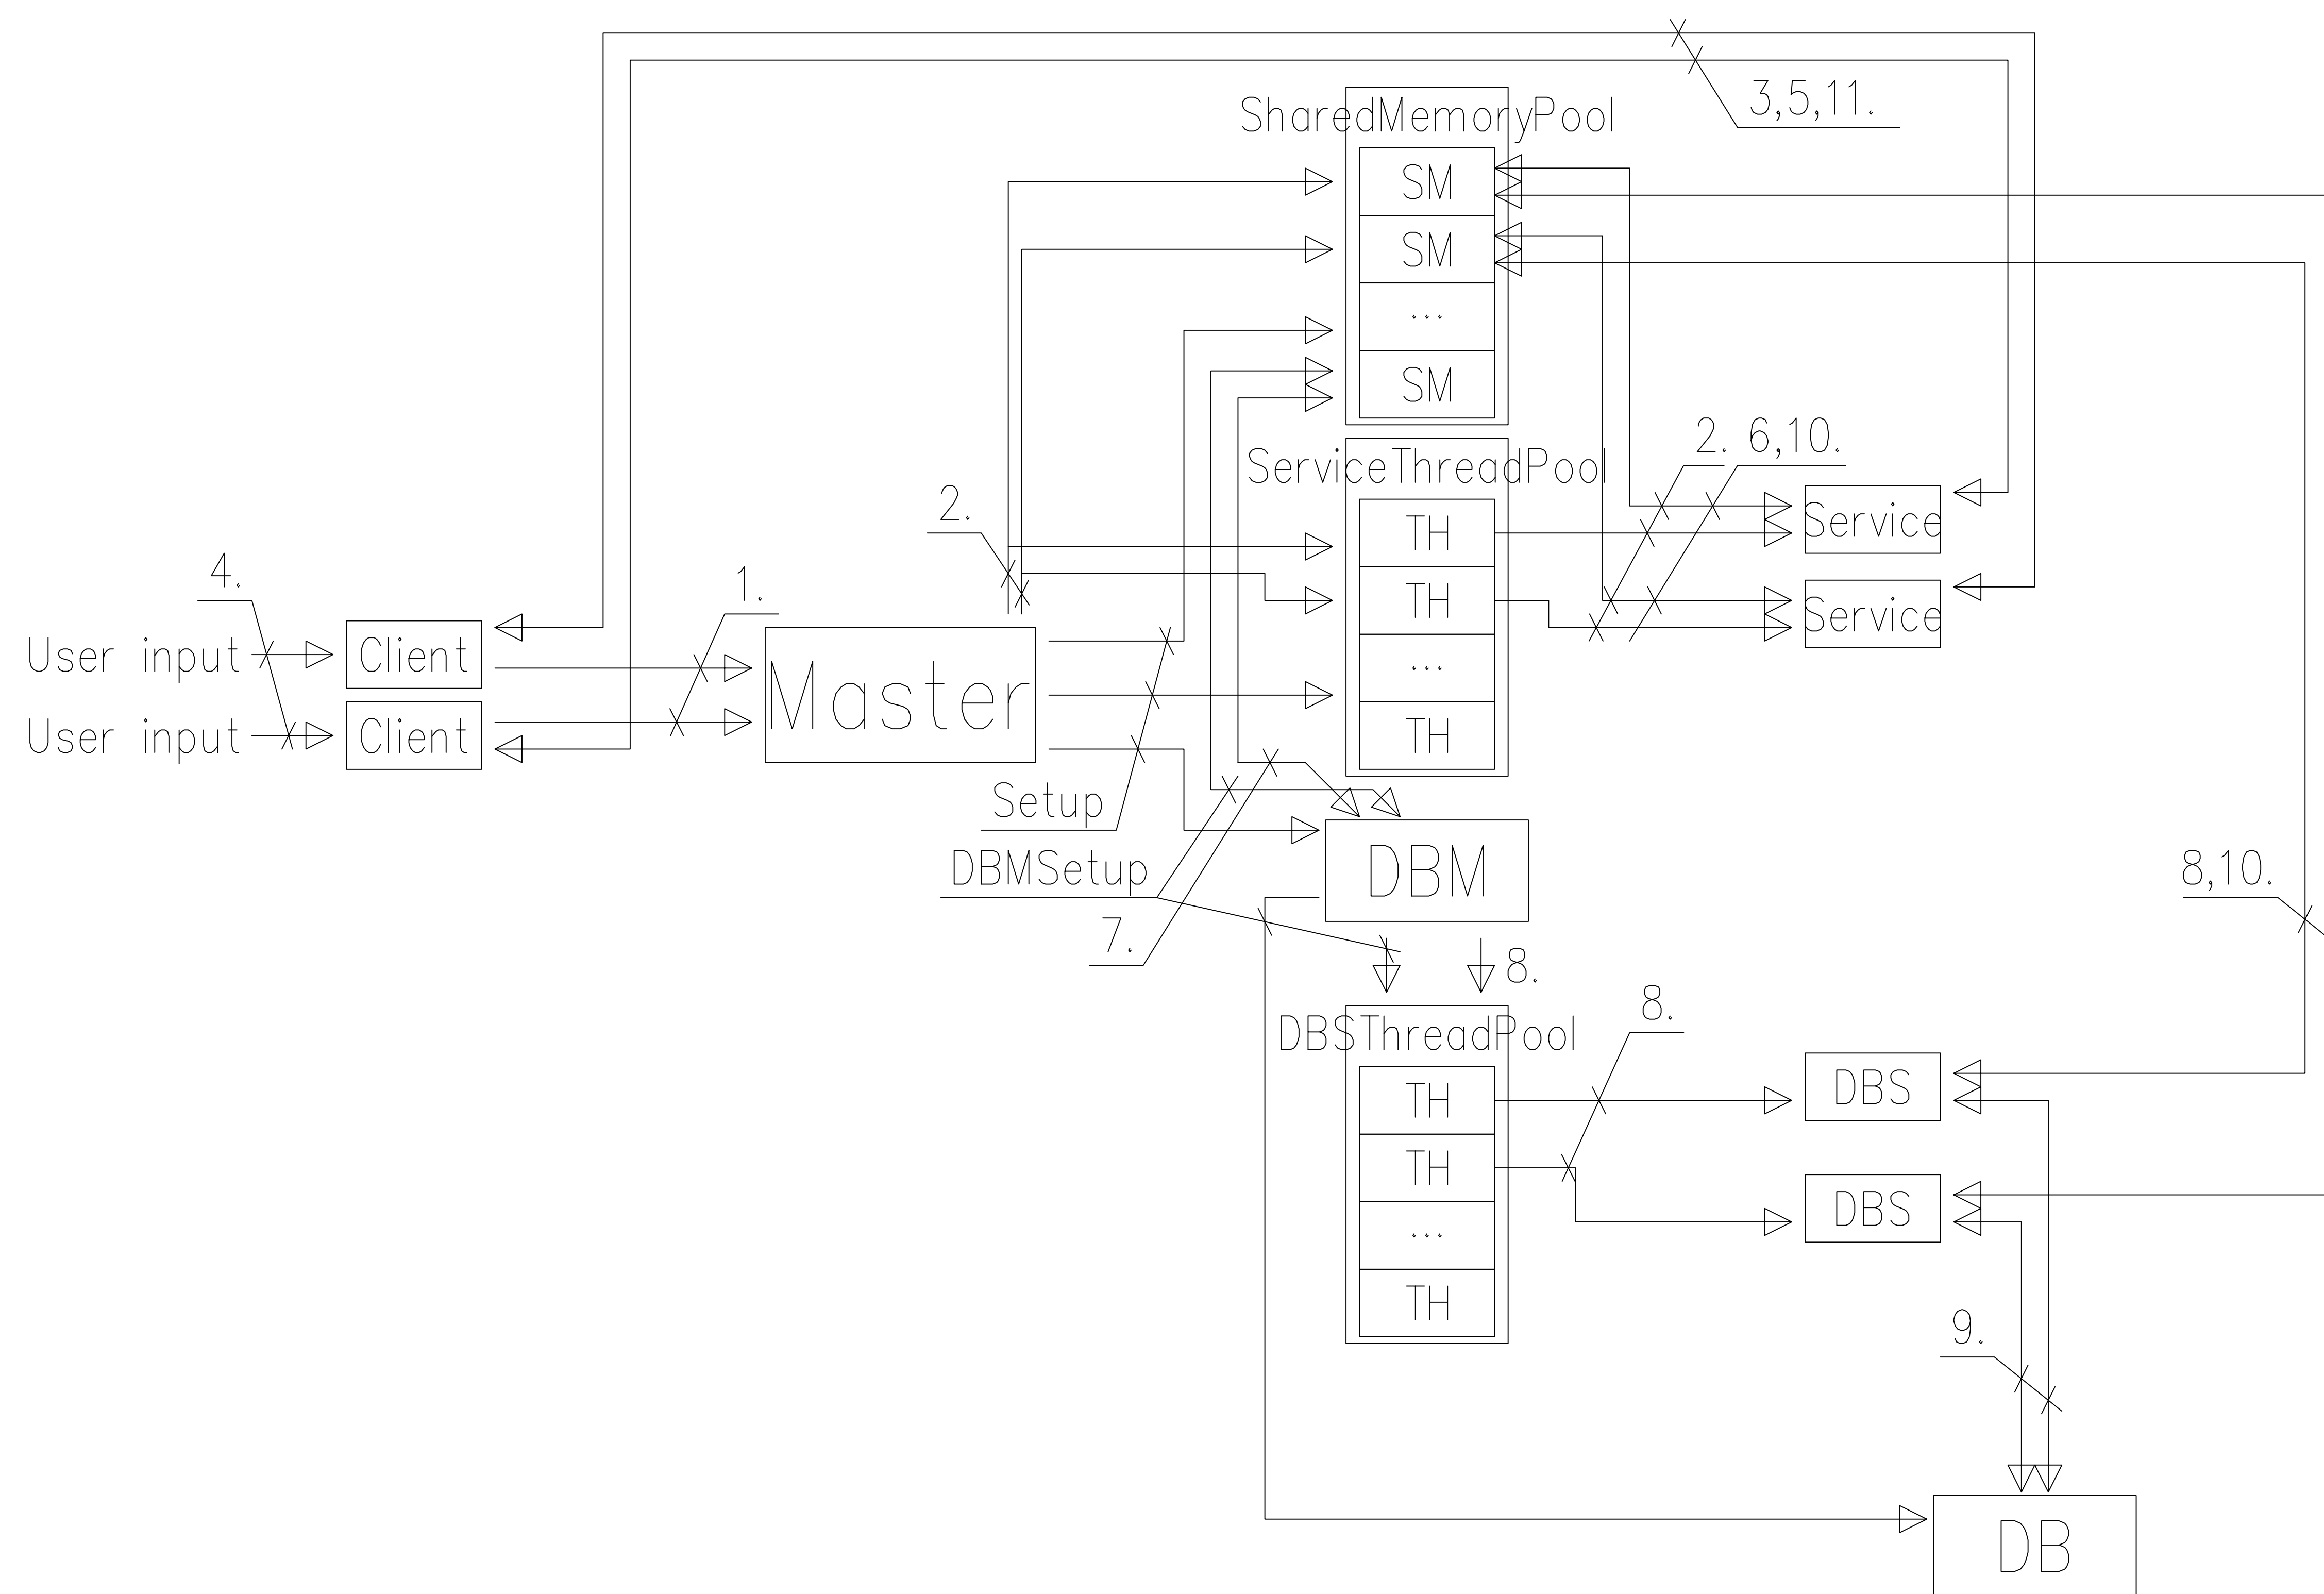 3,5,11.
SharedMemoryPool
SM
SM
...
SM
2. 6,10.
ServiceThreadPool
2.
TH
Service
4.
1.
TH
Service
User input
Client
Master
...
User input
Client
TH
Setup
DBMSetup
DBM
8,10.
7.
8.
8.
DBSThreadPool
TH
DBS
TH
DBS
...
TH
9.
DB